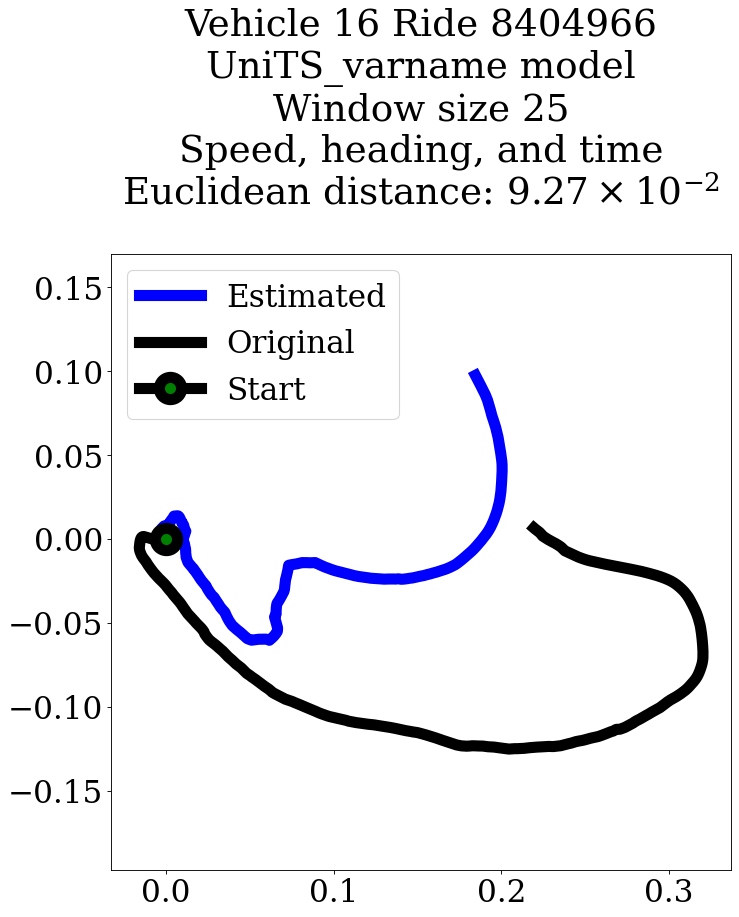 Vehicle 16 Ride 8404966
UniTS_varname model
Window size 25
Speed, heading, and time
Euclidean distance: 9.27 × 10⁻²
Estimated
Original
Start
0.15
0.10
0.05
0.00
−0.05
−0.10
−0.15
0.0 0.1 0.2 0.3